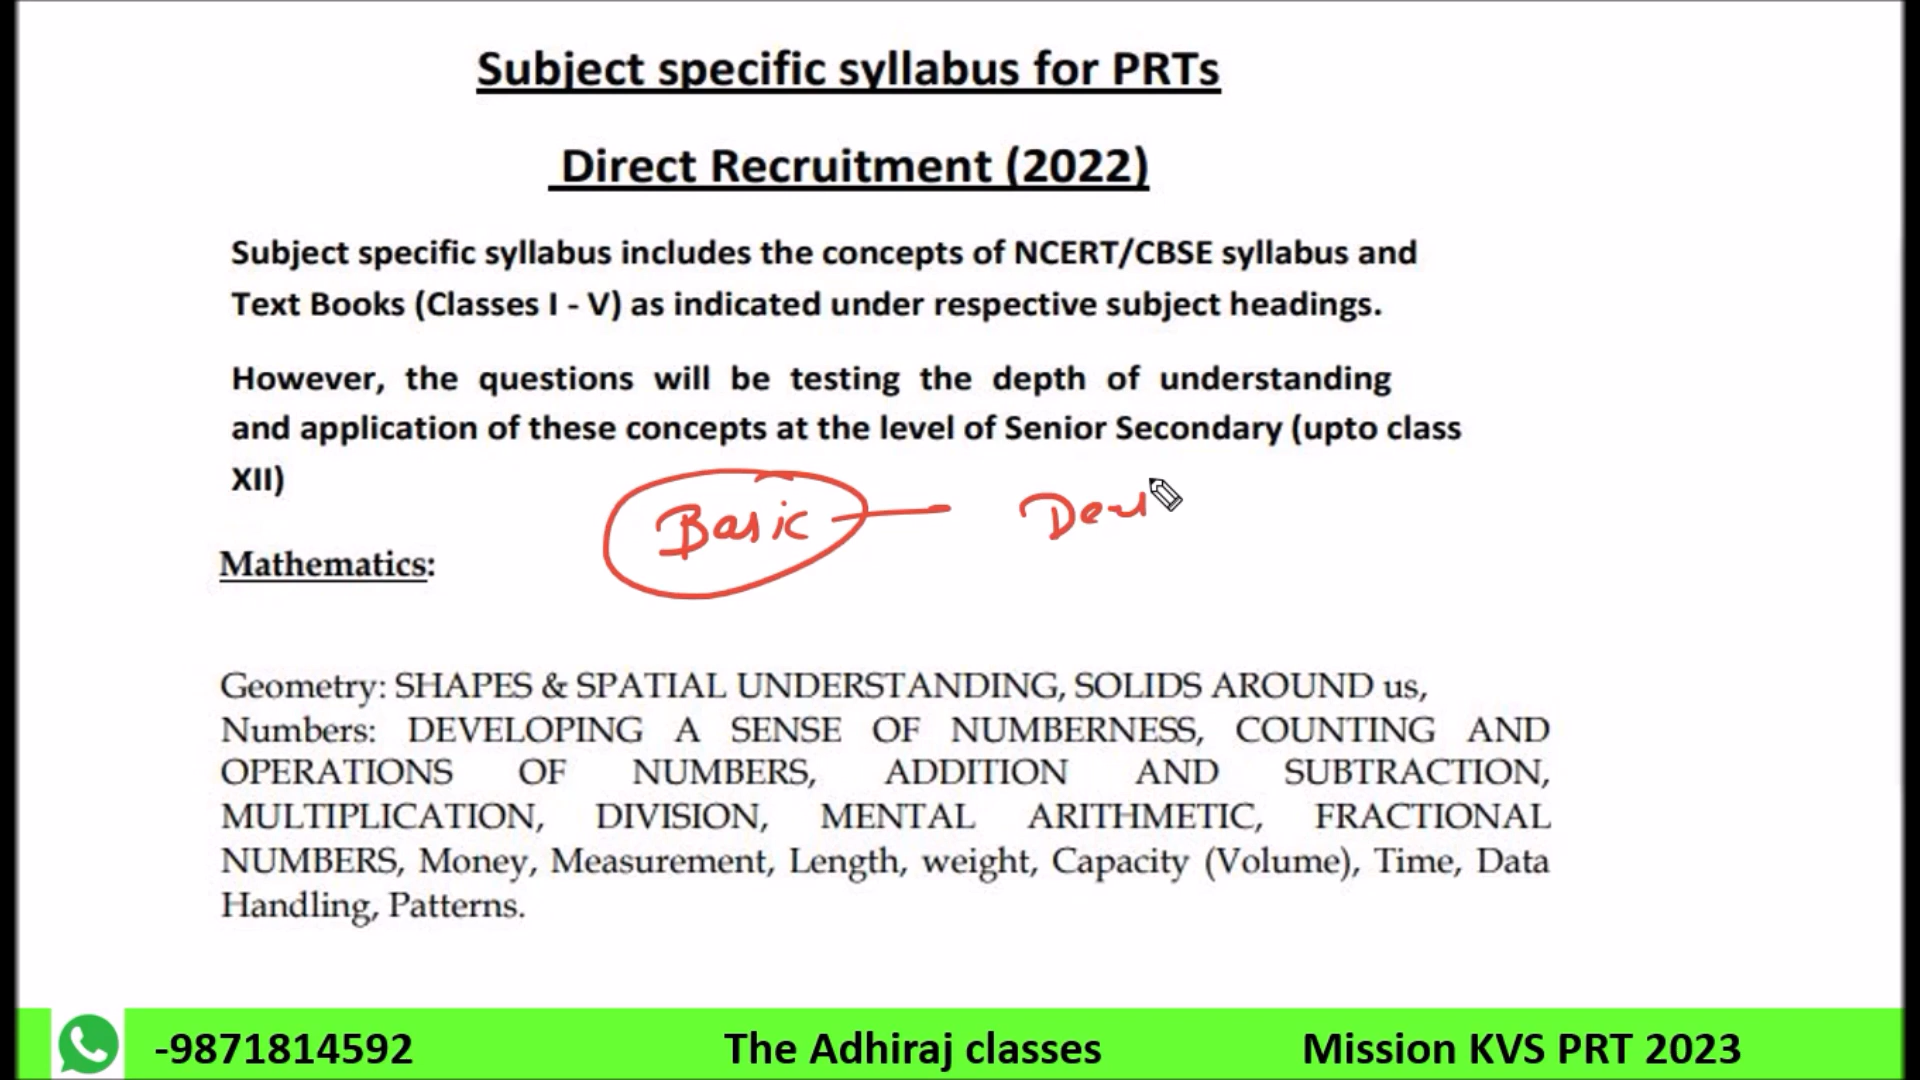 Subject specific syllabus for PRTs
Direct Recruitment (2022)
Subject specific syllabus includes the concepts of NCERT/CBSE syllabus and
Text Books (Classes I - V) as indicated under respective subject headings.
However, the questions will be testing the depth of understanding
and application of these concepts at the level of Senior Secondary (upto class
XII)
Basic
Mathematics:
Geometry: SHAPES & SPATIAL UNDERSTANDING, SOLIDS AROUND us,
Numbers: DEVELOPING A SENSE OF NUMBERNESS, COUNTING AND
OPERATIONS OF NUMBERS, ADDITION AND SUBTRACTION,
MULTIPLICATION, DIVISION, MENTAL ARITHMETIC, FRACTIONAL
NUMBERS, Money, Measurement, Length, weight, Capacity (Volume), Time, Data
Handling, Patterns.
-9871814592 The Adhiraj classes Mission KVS PRT 2023